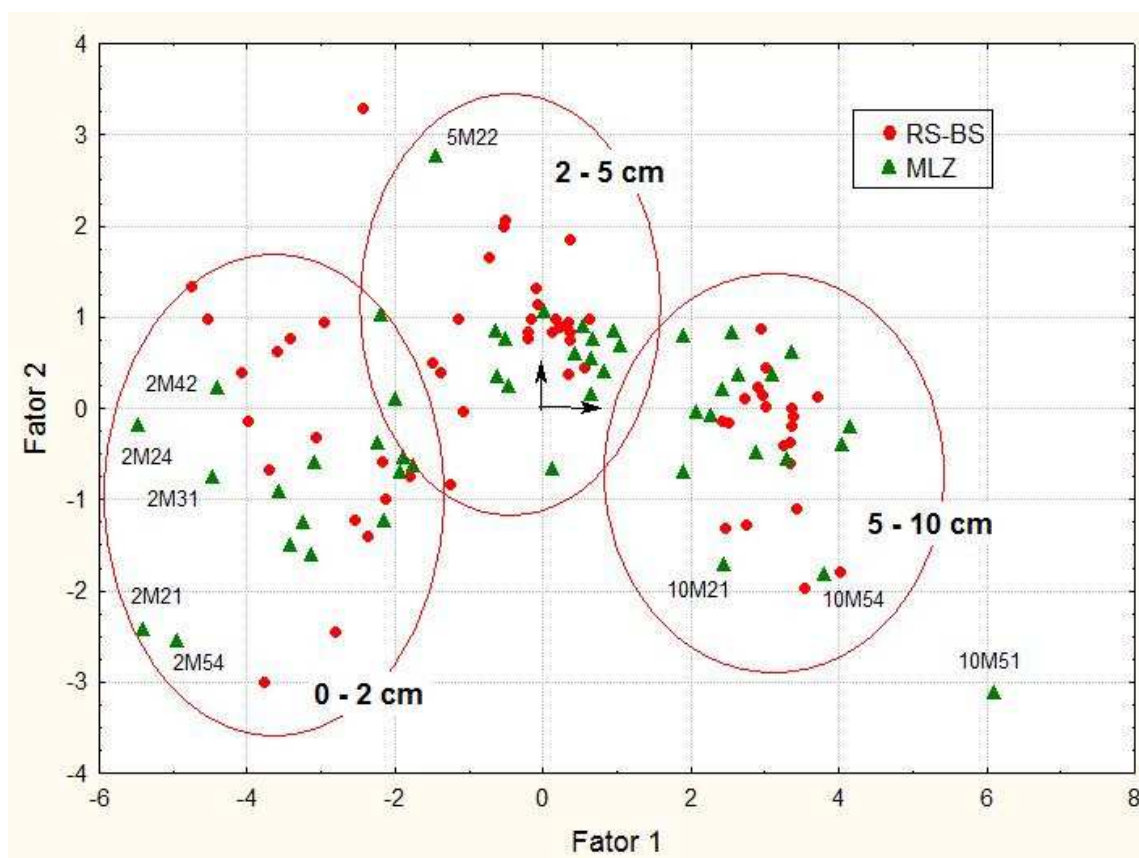 4
3
2
1
0
-1
-2
-3
-4
Fator 2
-6
-4
-2
0
2
4
6
8
Fator 1
RS-BS
MLZ
5M22
2 - 5 cm
2M42
2M24
2M31
2M21
2M54
0 - 2 cm
5 - 10 cm
10M21
10M54
10M51